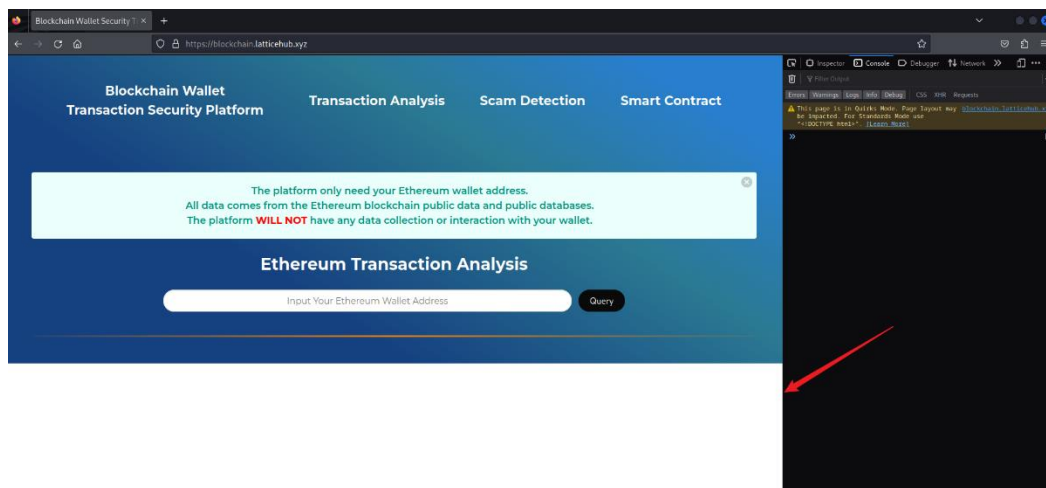 Blockchain Wallet Security T
https://blockchain.latticehub.xyz
Blockchain Wallet
Transaction Security Platform
Transaction Analysis
Scam Detection
Smart Contract
The platform only need your Ethereum wallet address.
All data comes from the Ethereum blockchain public data and public databases.
The platform WILL NOT have any data collection or interaction with your wallet.
Ethereum Transaction Analysis
Input Your Ethereum Wallet Address
Query
Inspector Console Debugger Network
Filter Output
Errors Warnings Logs Info Debug CSS XHR Requests
This page is in Quirks Mode. Page layout may
be impacted. For Standards Mode use
"<!DOCTYPE html>". [Learn More]
blockchain.latticehub.x